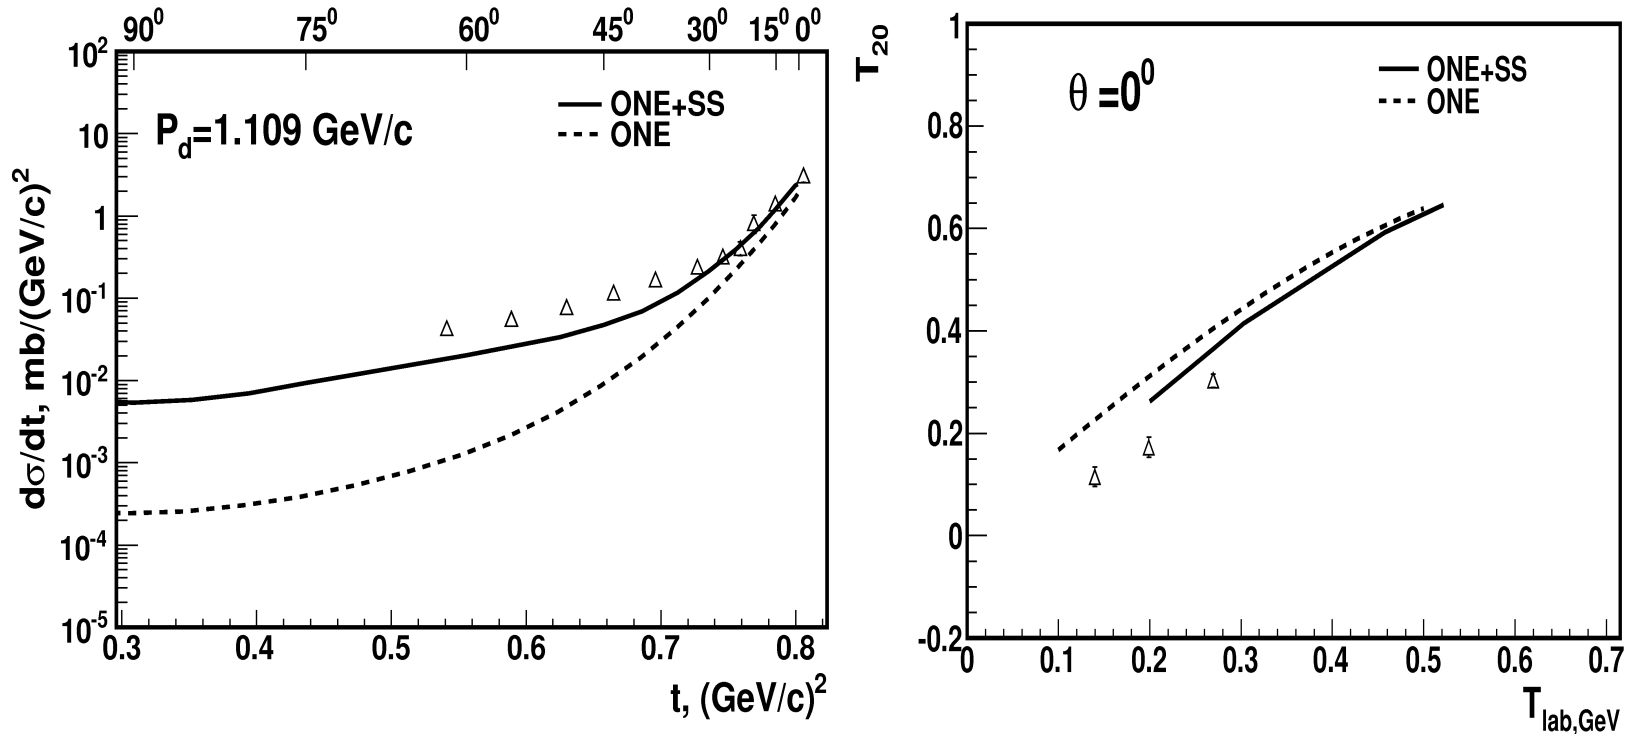 90⁰ 75⁰ 60⁰ 45⁰ 30⁰ 15⁰ 0⁰
P_d=1.109 GeV/c
ONE+SS
ONE
dσ/dt, mb/(GeV/c)²
10²
10
1
10⁻¹
10⁻²
10⁻³
10⁻⁴
10⁻⁵
0.3 0.4 0.5 0.6 0.7 0.8
t, (GeV/c)²
T₂₀
θ =0⁰
ONE+SS
ONE
1
0.8
0.6
0.4
0.2
0
-0.2
0 0.1 0.2 0.3 0.4 0.5 0.6 0.7
T_lab,GeV